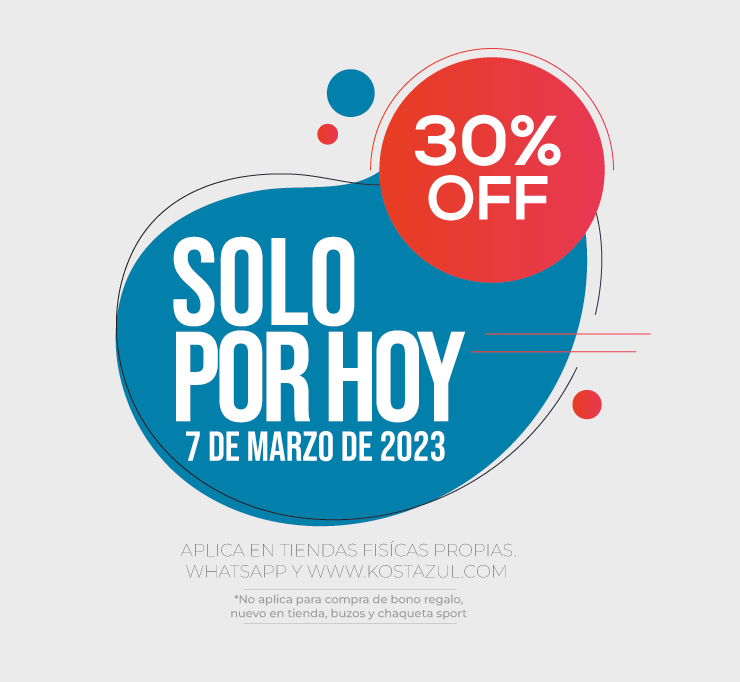 30%
OFF
SOLO
POR HOY
7 DE MARZO DE 2023
APLICA EN TIENDAS FISÍCAS PROPIAS.
WHATSAPP Y WWW.KOSTAZUL.COM
*No aplica para compra de bono regalo,
nuevo en tienda, buzos y chaqueta sport